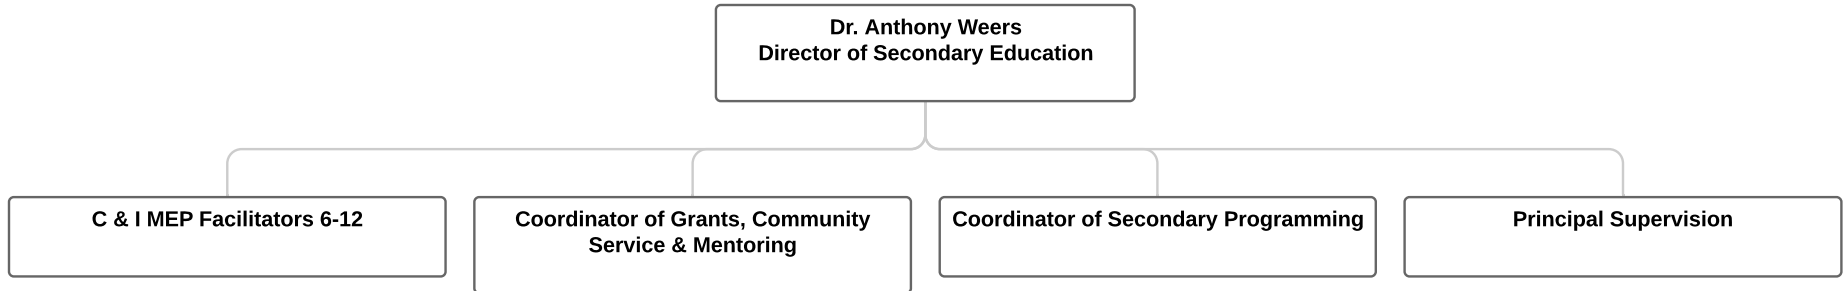 Dr. Anthony Weers
Director of Secondary Education
C & I MEP Facilitators 6-12
Coordinator of Grants, Community
Service & Mentoring
Coordinator of Secondary Programming
Principal Supervision